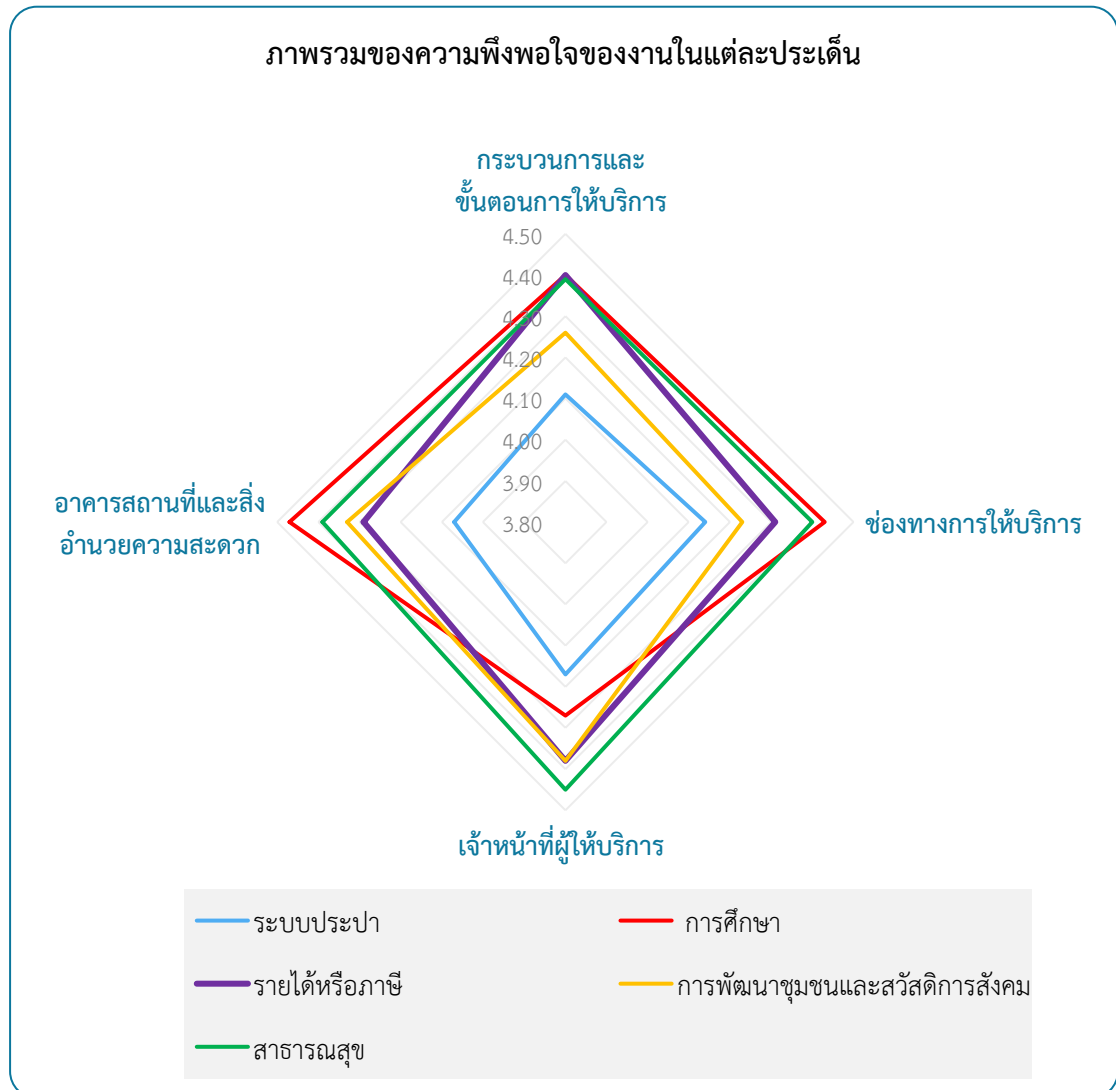 ภาพรวมของความพึงพอใจของงานในแต่ละประเด็น
กระบวนการและ
ขั้นตอนการให้บริการ
4.50
4.40
4.30
4.20
4.10
4.00
3.90
3.80
อาคารสถานที่และสิ่ง
อำนวยความสะดวก
ช่องทางการให้บริการ
เจ้าหน้าที่ผู้ให้บริการ
ระบบประปา
การศึกษา
รายได้หรือภาษี
การพัฒนาชุมชนและสวัสดิการสังคม
สาธารณสุข